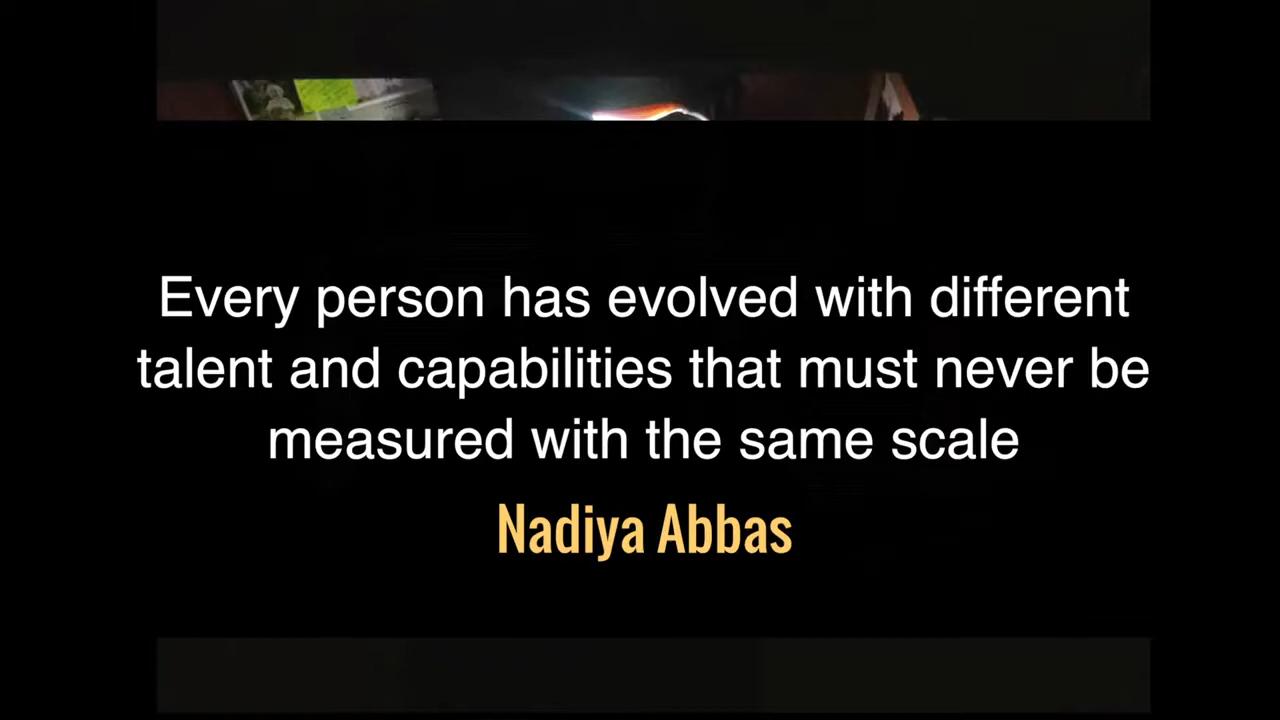 Every person has evolved with different
talent and capabilities that must never be
measured with the same scale
Nadiya Abbas